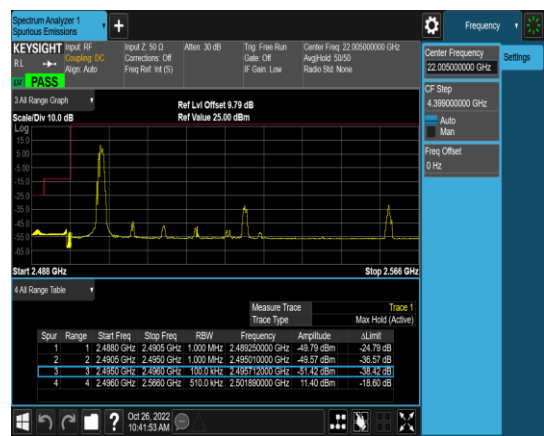 Spectrum Analyzer 1
Spurious Emissions
Frequency
KEYSIGHT
Input: RF
Input Z: 50 Ω
Atten: 30 dB
Trig: Free Run
Center Freq: 22.005000000 GHz
RL
Coupling: DC
Corrections: Off
Gate: Off
Avg|Hold: 50/50
Align: Auto
Freq Ref: Int (S)
IF Gain: Low
Radio Std: None
PASS
Center Frequency
22.005000000 GHz
Settings
CF Step
4.399000000 GHz
Auto
Man
Freq Offset
0 Hz
3 All Range Graph
Ref Lvl Offset 9.79 dB
Scale/Div 10.0 dB
Ref Value 25.00 dBm
Log
15.0
5.00
-5.00
-15.0
-25.0
-35.0
-45.0
-55.0
-65.0
Start 2.488 GHz
Stop 2.566 GHz
4 All Range Table
Measure Trace Trace 1
Trace Type Max Hold (Active)
Spur Range Start Freq Stop Freq RBW Frequency Amplitude ΔLimit
1 1 2.4880 GHz 2.4905 GHz 1.000 MHz 2.489250000 GHz -49.79 dBm -24.79 dB
2 2 2.4905 GHz 2.4950 GHz 1.000 MHz 2.495010000 GHz -49.57 dBm -36.57 dB
3 3 2.4950 GHz 2.4960 GHz 100.0 kHz 2.495712000 GHz -51.42 dBm -38.42 dB
4 4 2.4960 GHz 2.5660 GHz 510.0 kHz 2.501890000 GHz 11.40 dBm -18.60 dB
Oct 26, 2022
10:41:53 AM